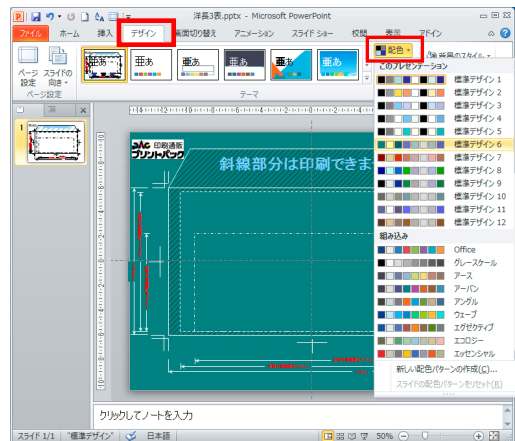 洋長3表.pptx - Microsoft PowerPoint
ファイル ホーム 挿入 デザイン 画面切り替え アニメーション スライド ショー 校閲 表示 アドイン
配色
ページ設定 スライドの向き
亜あ 亜あ 亜あ 亜あ 亜あ
ページ設定 テーマ
このプレゼンテーション
標準デザイン 1
標準デザイン 2
標準デザイン 3
標準デザイン 4
標準デザイン 5
標準デザイン 6
標準デザイン 7
標準デザイン 8
標準デザイン 9
標準デザイン 10
標準デザイン 11
標準デザイン 12
組み込み
Office
グレースケール
アース
アーバン
アングル
ウェーブ
エグゼクティブ
エコロジー
エッセンシャル
新しい配色パターンの作成(C)...
スライドの配色パターンをリセット(R)
1
印刷通販
プリントパック
斜線部分は印刷できま
クリックしてノートを入力
スライド 1/1 "標準デザイン" 日本語 50%